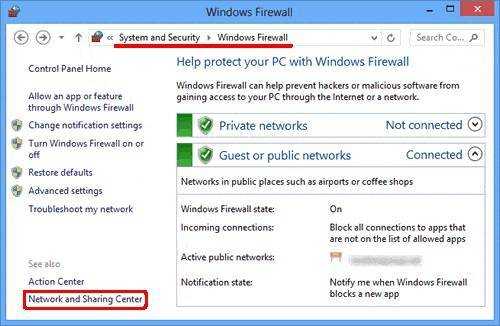 Windows Firewall
« System and Security › Windows Firewall
Search Co...
Control Panel Home
Allow an app or feature
through Windows Firewall
Change notification settings
Turn Windows Firewall on or
off
Restore defaults
Advanced settings
Troubleshoot my network
See also
Action Center
Network and Sharing Center
Help protect your PC with Windows Firewall
Windows Firewall can help prevent hackers or malicious software from
gaining access to your PC through the Internet or a network.
Private networks Not connected
Guest or public networks Connected
Networks in public places such as airports or coffee shops
Windows Firewall state: On
Incoming connections: Block all connections to apps
that are not on the list of allowed apps
Active public networks:
Notification state: Notify me when Windows Firewall
blocks a new app